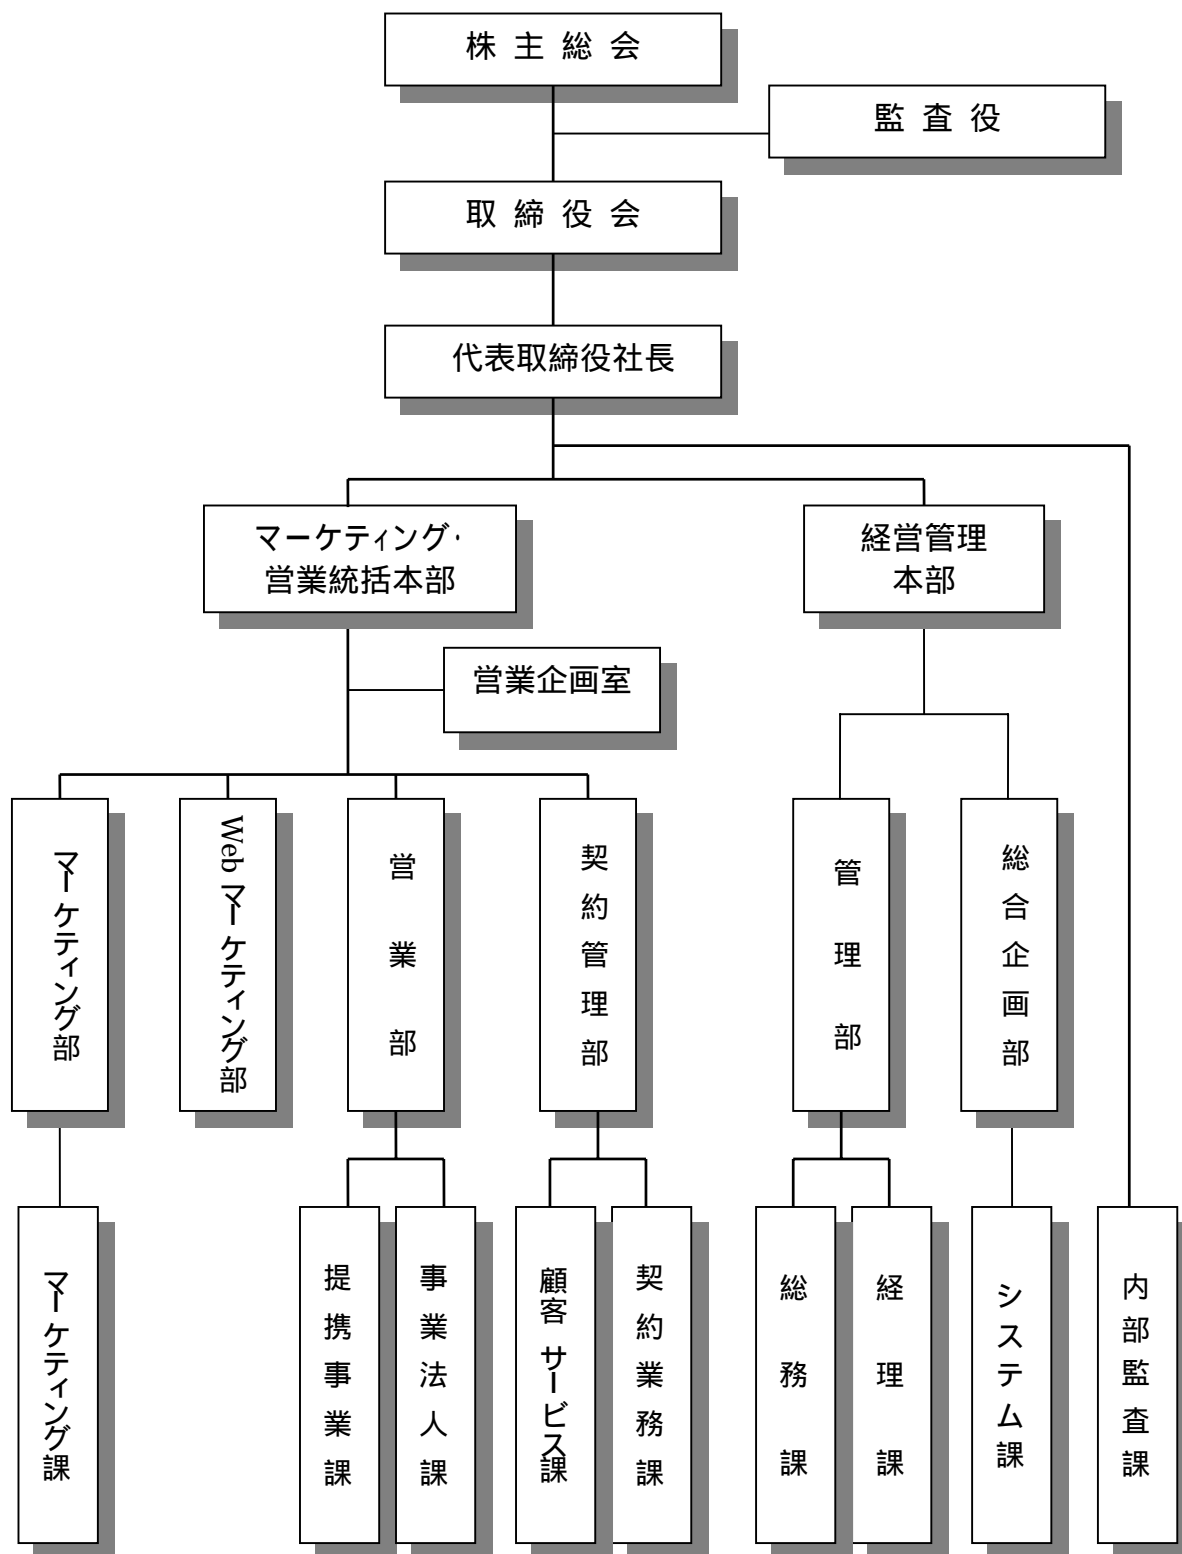 株主総会
監査役
取締役会
代表取締役社長
マーケティング・
営業統括本部
経営管理
本部
営業企画室
マーケティング部
Webマーケティング部
営業部
契約管理部
管理部
総合企画部
マーケティング課
提携事業課
事業法人課
顧客サービス課
契約業務課
総務課
経理課
システム課
内部監査課